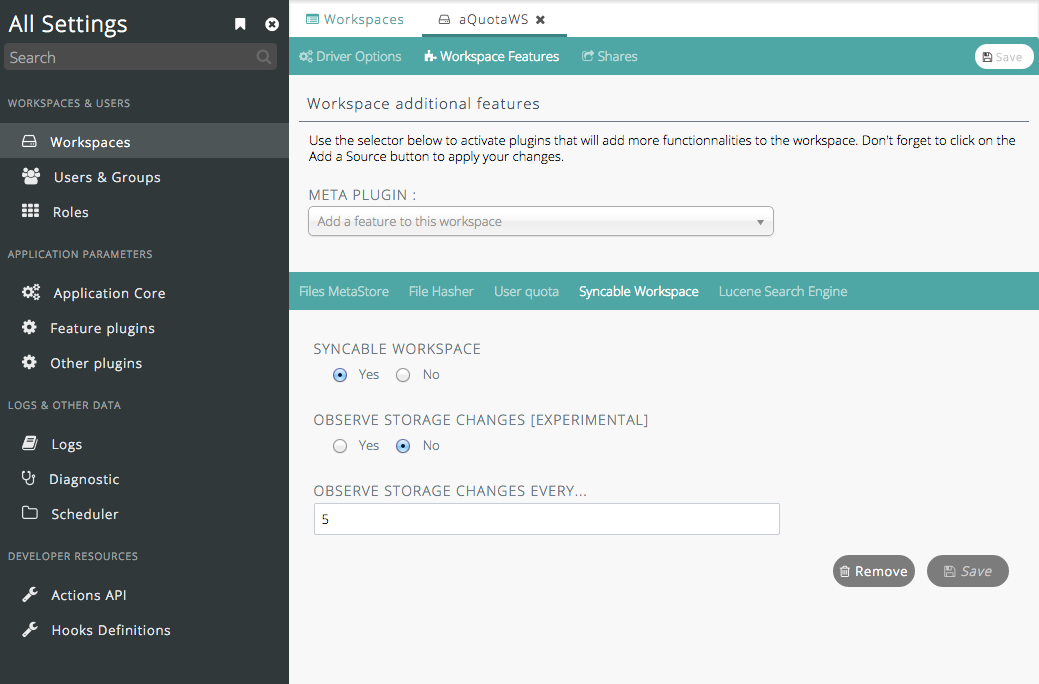 All Settings
Search
WORKSPACES & USERS
Workspaces
Users & Groups
Roles
APPLICATION PARAMETERS
Application Core
Feature plugins
Other plugins
LOGS & OTHER DATA
Logs
Diagnostic
Scheduler
DEVELOPER RESOURCES
Actions API
Hooks Definitions
Workspaces aQuotaWS
Driver Options Workspace Features Shares Save
Workspace additional features
Use the selector below to activate plugins that will add more functionnalities to the workspace. Don't forget to click on the
Add a Source button to apply your changes.
META PLUGIN :
Add a feature to this workspace
Files MetaStore File Hasher User quota Syncable Workspace Lucene Search Engine
SYNCABLE WORKSPACE
Yes No
OBSERVE STORAGE CHANGES [EXPERIMENTAL]
Yes No
OBSERVE STORAGE CHANGES EVERY...
5
Remove Save